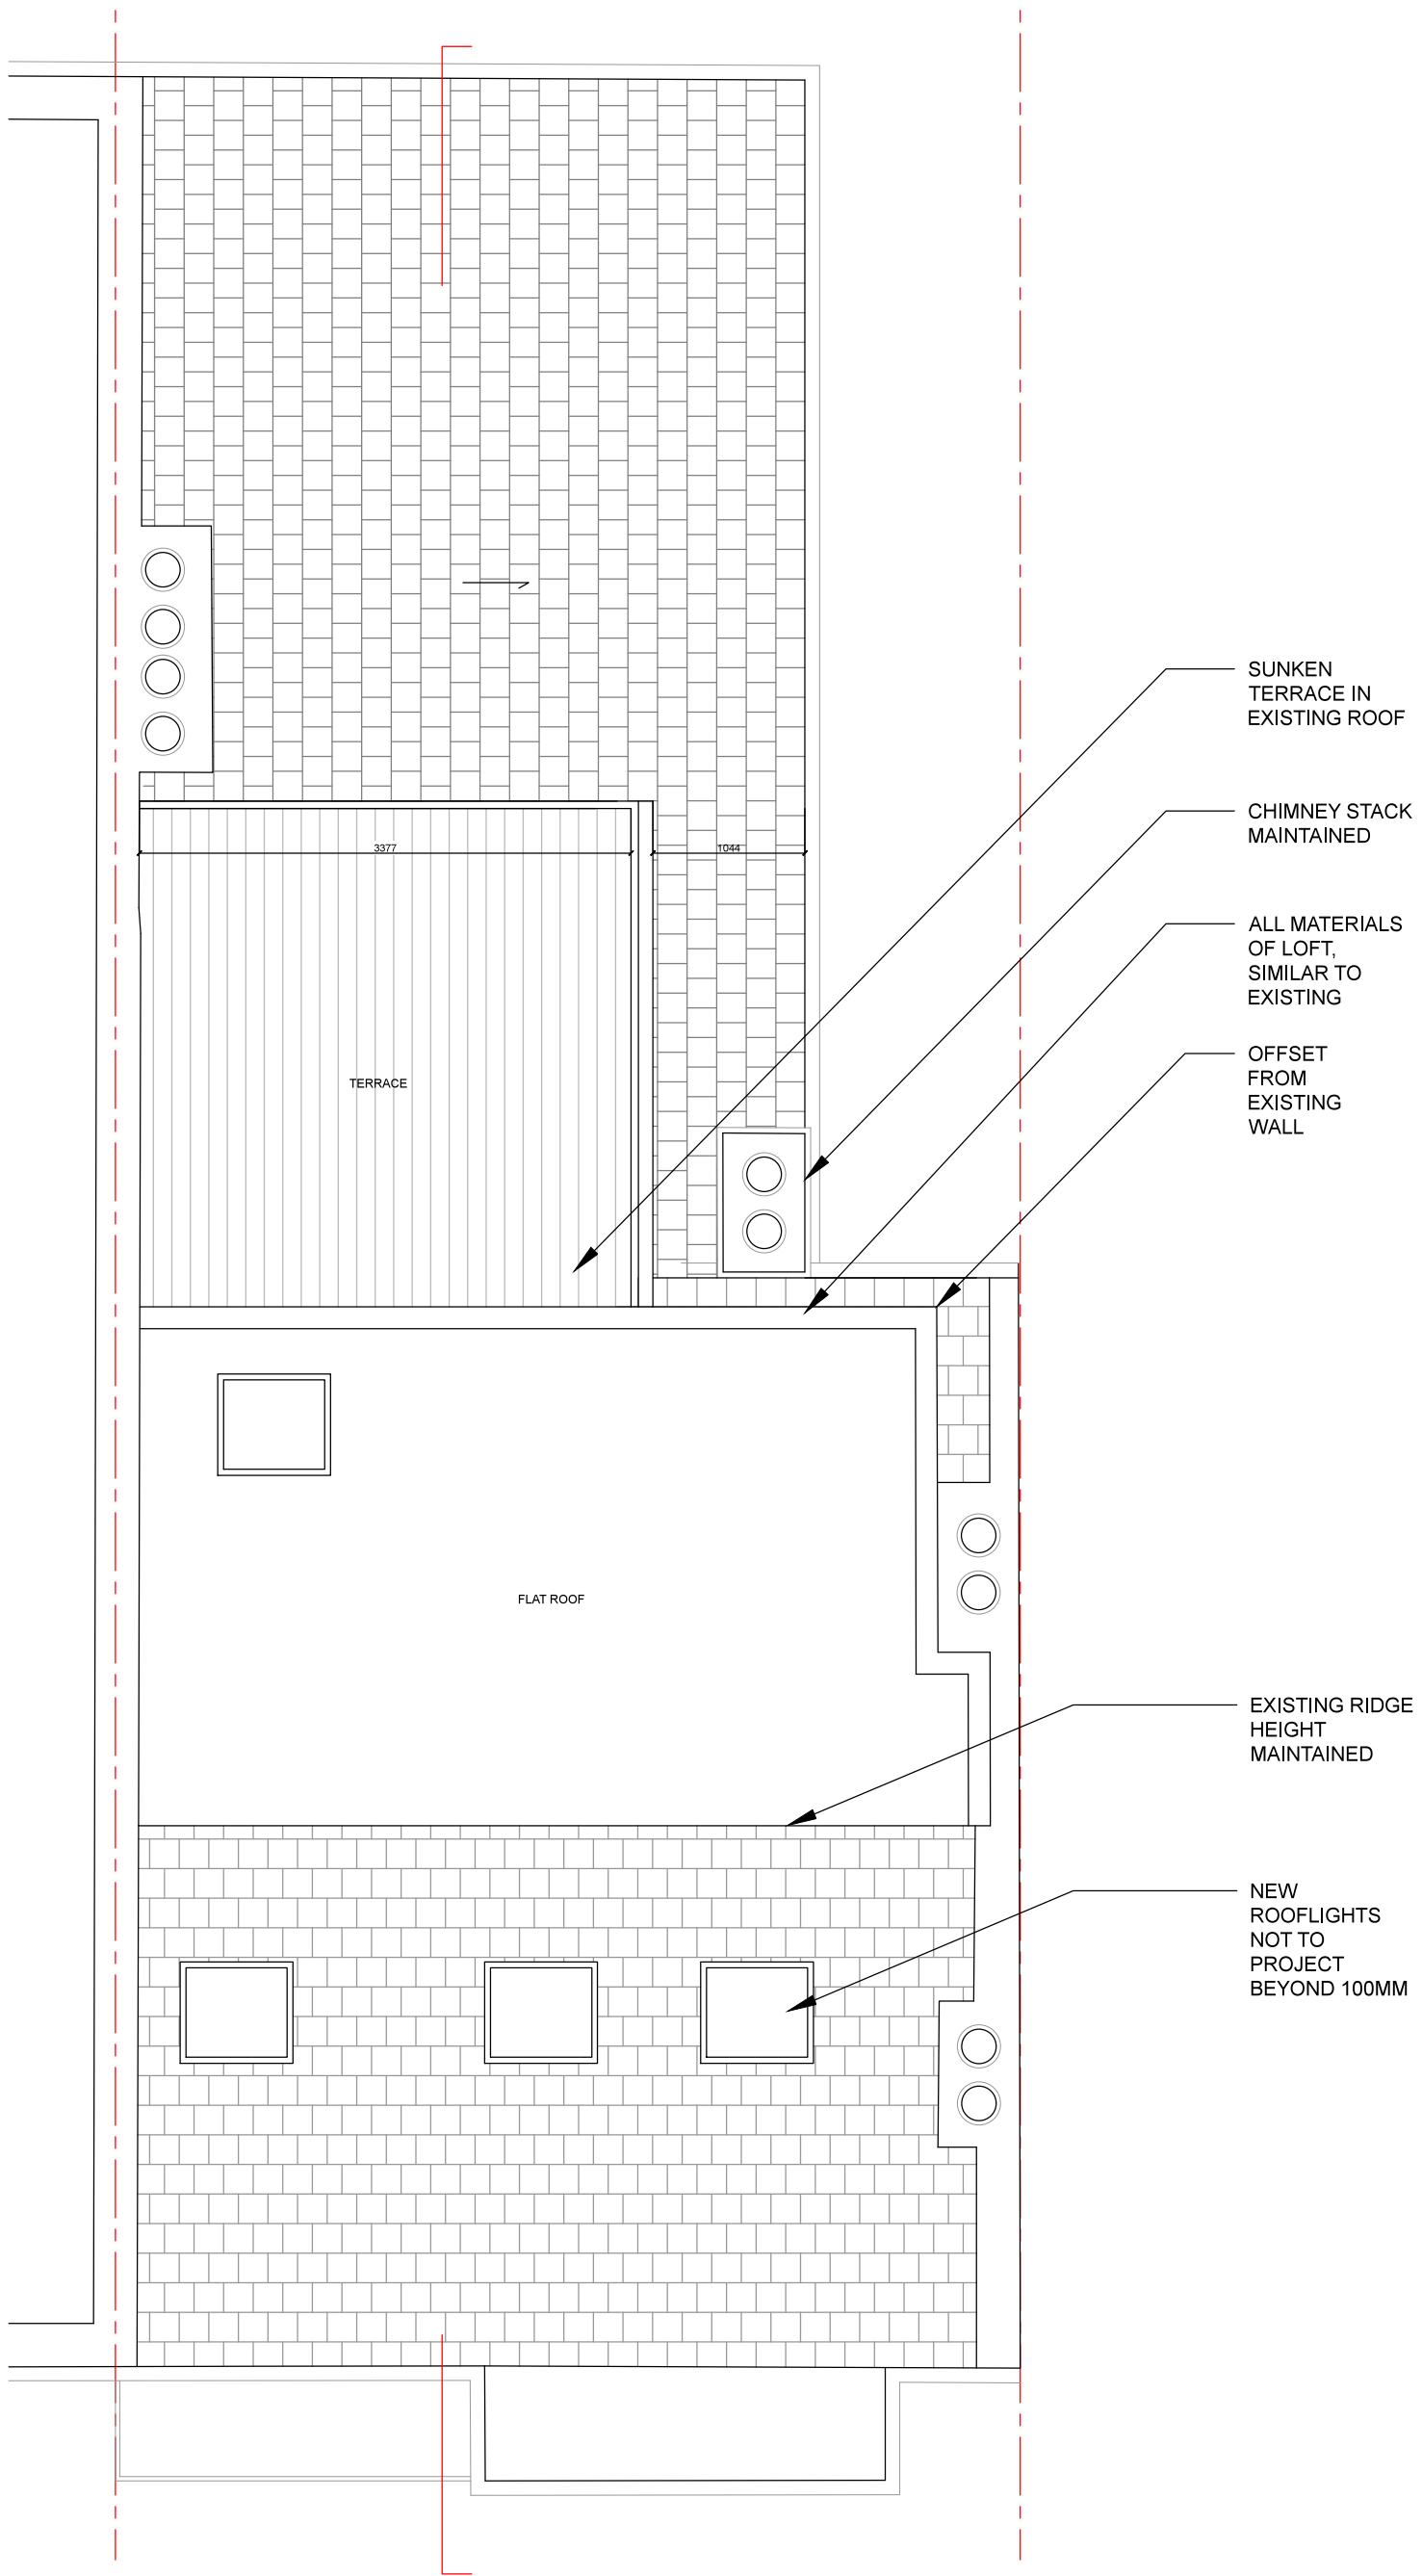 SUNKEN
TERRACE IN
EXISTING ROOF
CHIMNEY STACK
MAINTAINED
3377
1044
ALL MATERIALS
OF LOFT,
SIMILAR TO
EXISTING
OFFSET
FROM
EXISTING
WALL
TERRACE
FLAT ROOF
EXISTING RIDGE
HEIGHT
MAINTAINED
NEW
ROOFLIGHTS
NOT TO
PROJECT
BEYOND 100MM